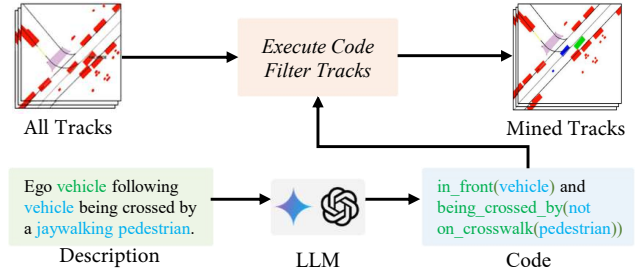 Execute Code
Filter Tracks
All Tracks
Mined Tracks
Ego vehicle following
vehicle being crossed by
a jaywalking pedestrian.
in_front(vehicle) and
being_crossed_by(not
on_crosswalk(pedestrian))
Description
LLM
Code